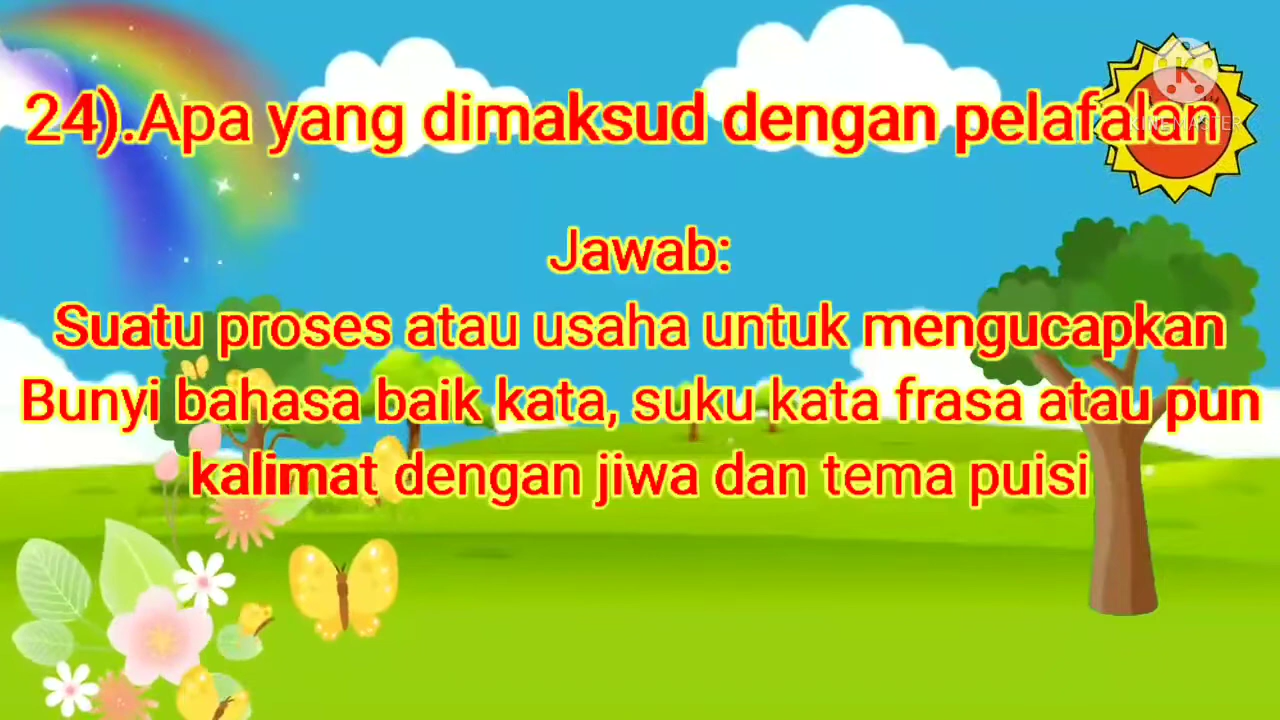 24).Apa yang dimaksud dengan pelafalan
KINEMASTER
Jawab:
Suatu proses atau usaha untuk mengucapkan
Bunyi bahasa baik kata, suku kata frasa atau pun
kalimat dengan jiwa dan tema puisi